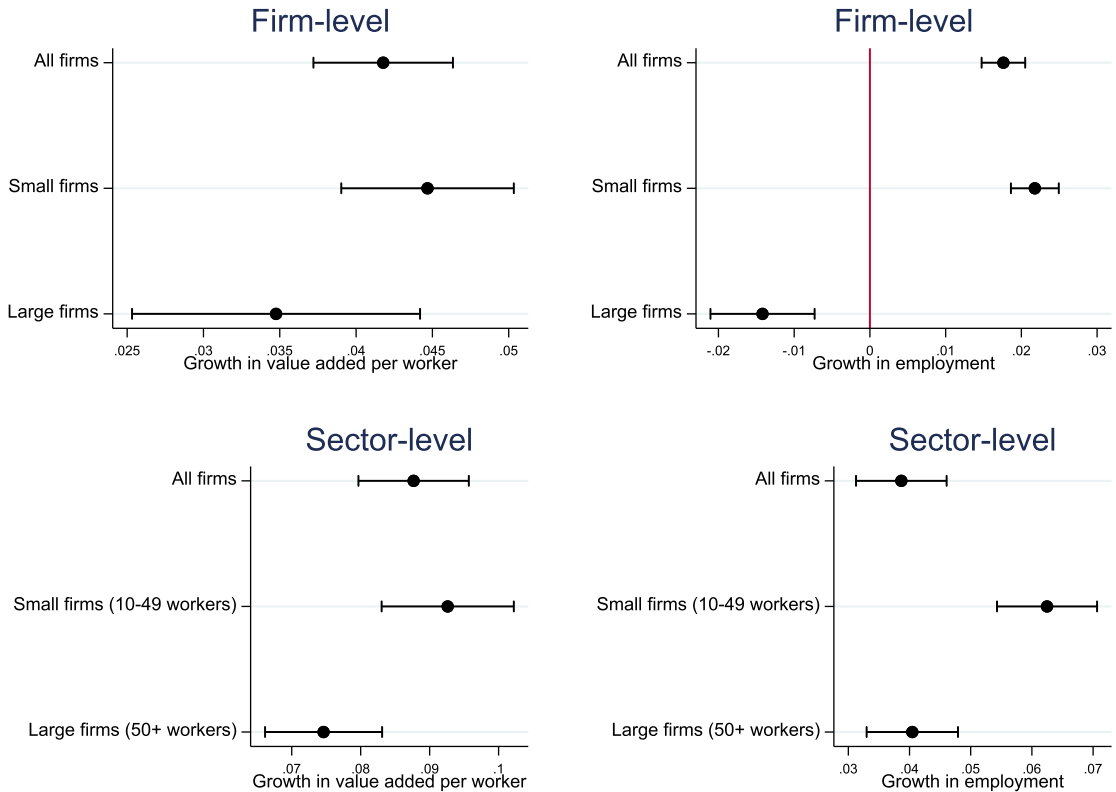 Firm-level
All firms
Small firms
Large firms
.025 .03 .035 .04 .045 .05
Growth in value added per worker
Firm-level
All firms
Small firms
Large firms
-.02 -.01 0 .01 .02 .03
Growth in employment
Sector-level
All firms
Small firms (10-49 workers)
Large firms (50+ workers)
.07 .08 .09 .1
Growth in value added per worker
Sector-level
All firms
Small firms (10-49 workers)
Large firms (50+ workers)
.03 .04 .05 .06 .07
Growth in employment